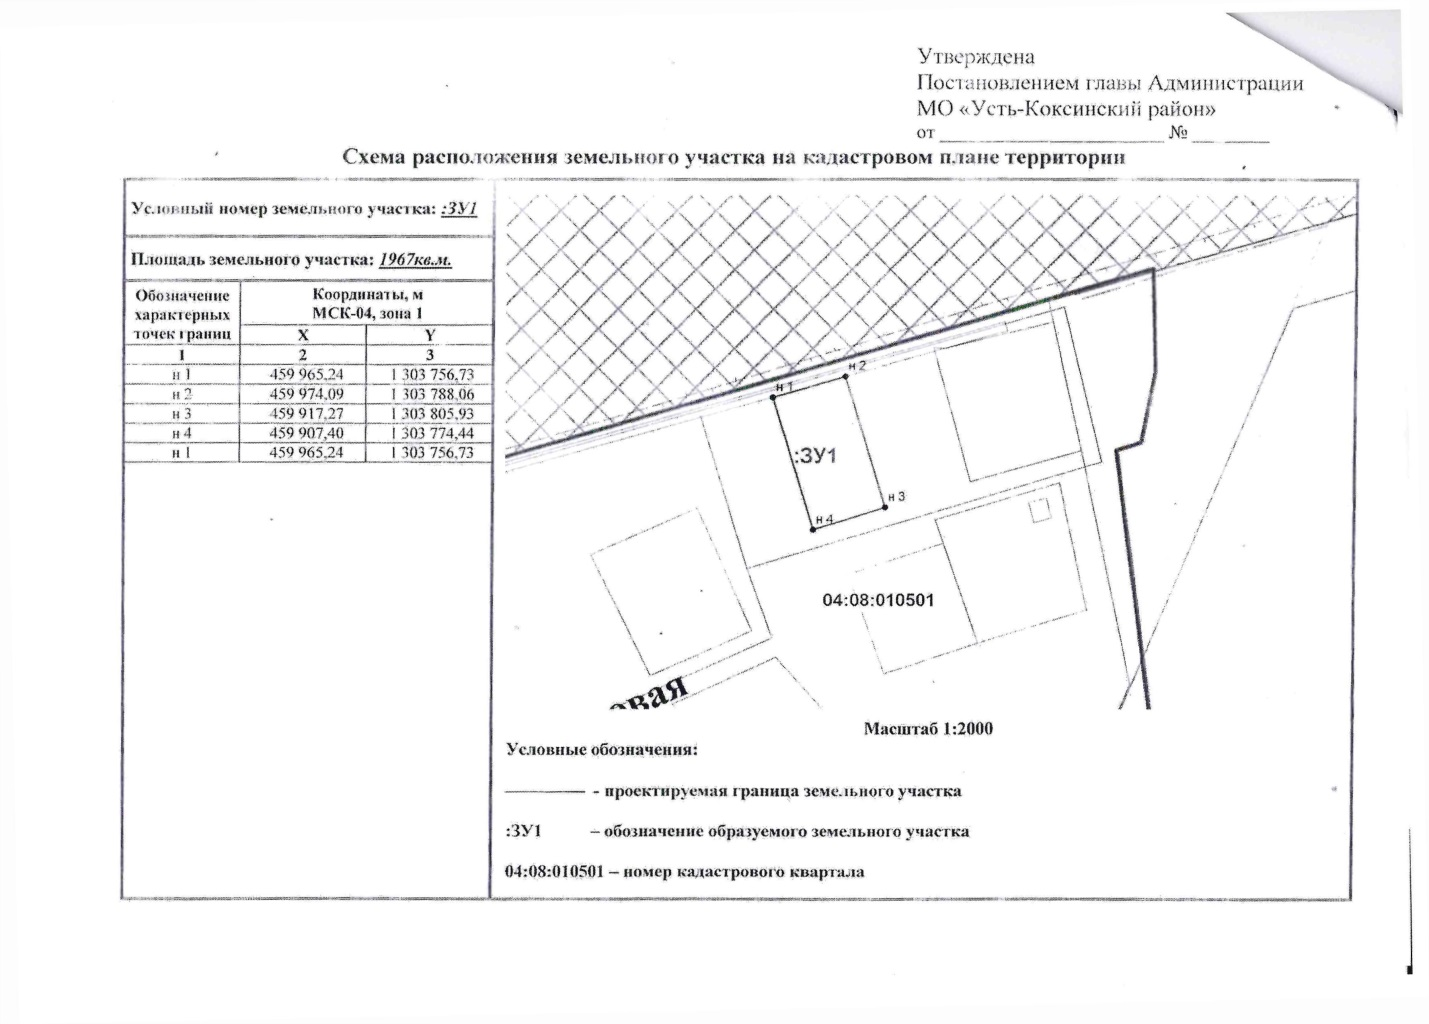 Утверждена
Постановлением главы Администрации
МО «Усть-Коксинский район»
от ________________________ № ________
Схема расположения земельного участка на кадастровом плане территории
Условный номер земельного участка: :ЗУ1
Площадь земельного участка: 1967кв.м.
Обозначение характерных точек границ
Координаты, м
МСК-04, зона 1
X Y
1 2 3
н 1 459 965,24 1 303 756,73
н 2 459 974,09 1 303 788,06
н 3 459 917,27 1 303 805,93
н 4 459 907,40 1 303 774,44
н 1 459 965,24 1 303 756,73
н 1
н 2
:ЗУ1
н 3
н 4
04:08:010501
овая
Масштаб 1:2000
Условные обозначения:
- проектируемая граница земельного участка
:ЗУ1 – обозначение образуемого земельного участка
04:08:010501 – номер кадастрового квартала